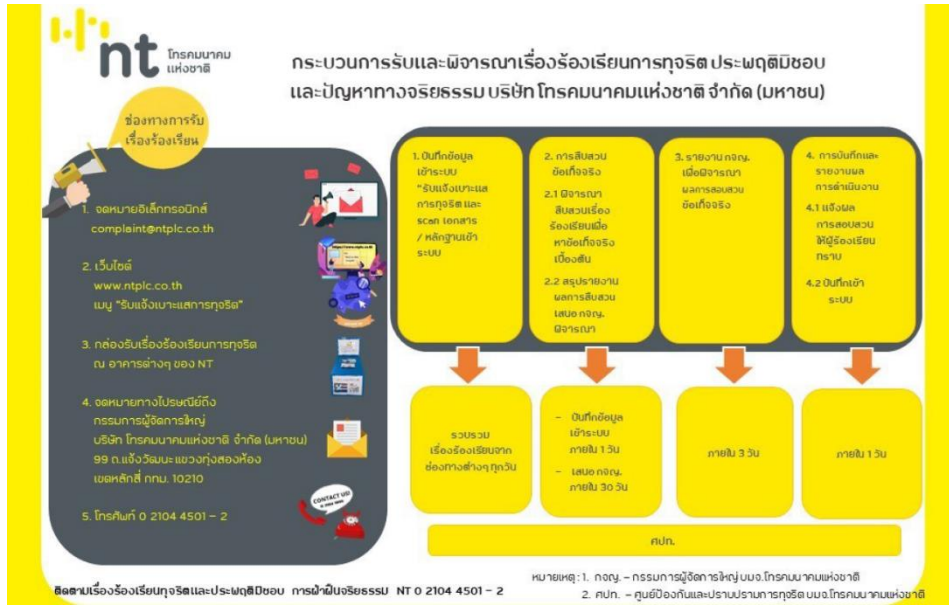 nt โทรคมนาคม
แห่งชาติ
กระบวนการรับและพิจารณาเรื่องร้องเรียนการทุจริต ประพฤติมิชอบ
และปัญหาทางจริยธรรม บริษัท โทรคมนาคมแห่งชาติ จำกัด (มหาชน)
ช่องทางการรับ
เรื่องร้องเรียน
1. จดหมายอิเล็กทรอนิกส์
complaint@ntplc.co.th
2. เว็บไซต์
www.ntplc.co.th
เมนู "รับแจ้งเบาะแสการทุจริต"
3. กล่องรับเรื่องร้องเรียนการทุจริต
ณ อาคารต่างๆ ของ NT
4. จดหมายทางไปรษณีย์ถึง
กรรมการผู้จัดการใหญ่
บริษัท โทรคมนาคมแห่งชาติ จำกัด (มหาชน)
99 ถ.แจ้งวัฒนะ แขวงทุ่งสองห้อง
เขตหลักสี่ กทม. 10210
5. โทรศัพท์ 0 2104 4501 – 2
CONTACT US!
1. บันทึกข้อมูล
เข้าระบบ
"รับแจ้งเบาะแส
การทุจริต และ
scan เอกสาร
/ หลักฐานเข้า
ระบบ
2. การสืบสวน
ข้อเท็จจริง
2.1 พิจารณา
สืบสวนเรื่อง
ร้องเรียนเพื่อ
หาข้อเท็จจริง
เบื้องต้น
2.2 สรุปรายงาน
ผลการสืบสวน
เสนอ กจญ.
พิจารณา
3. รายงาน กจญ.
เพื่อพิจารณา
ผลการสอบสวน
ข้อเท็จจริง
4. การบันทึกและ
รายงานผล
การดำเนินงาน
4.1 แจ้งผล
การสอบสวน
ให้ผู้ร้องเรียน
ทราบ
4.2 บันทึกเข้า
ระบบ
รวบรวม
เรื่องร้องเรียนจาก
ช่องทางต่างๆ ทุกวัน
– บันทึกข้อมูล
เข้าระบบ
ภายใน 1 วัน
– เสนอ กจญ.
ภายใน 30 วัน
ภายใน 3 วัน
ภายใน 1 วัน
ศปท.
หมายเหตุ : 1. กจญ. – กรรมการผู้จัดการใหญ่ บมจ.โทรคมนาคมแห่งชาติ
2. ศปท. – ศูนย์ป้องกันและปราบปรามการทุจริต บมจ.โทรคมนาคมแห่งชาติ
ติดตามเรื่องร้องเรียนทุจริตและประพฤติมิชอบ การฝ่าฝืนจริยธรรม NT 0 2104 4501 – 2